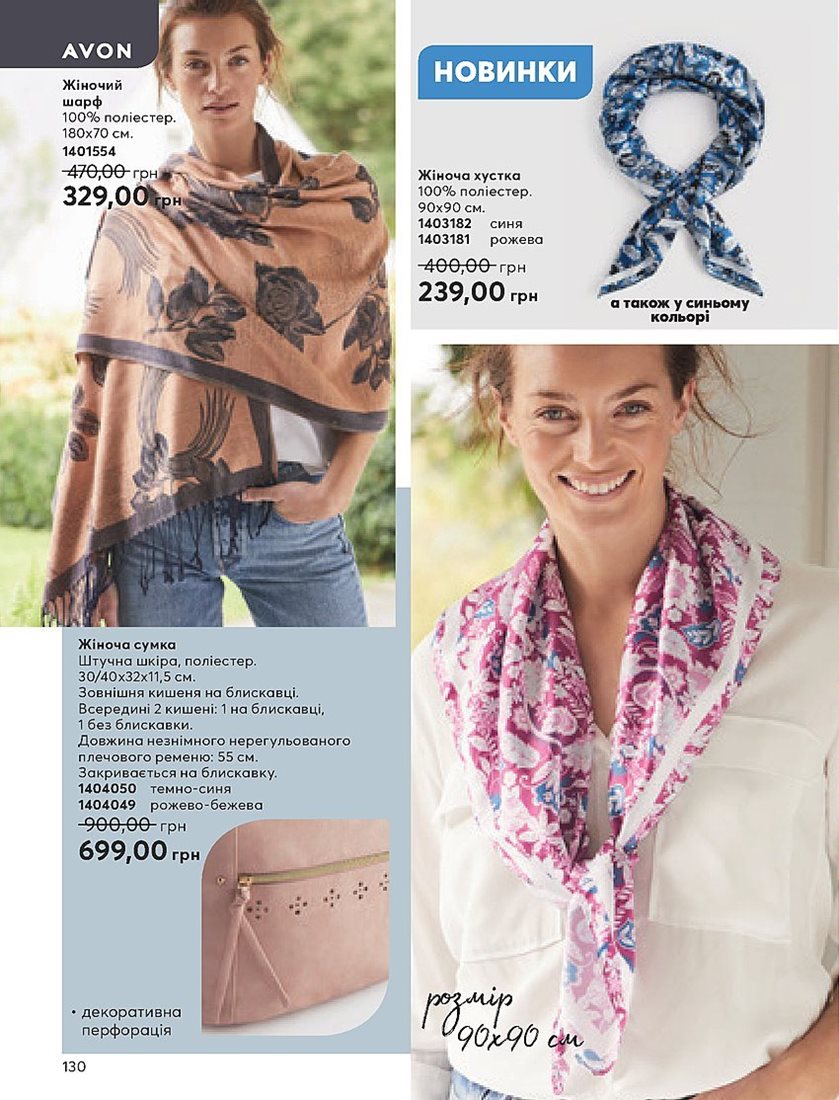 AVON
Жіночий
шарф
100% поліестер.
180х70 см.
1401554
470,00 грн
329,00 грн
НОВИНКИ
Жіноча хустка
100% поліестер.
90х90 см.
1403182 синя
1403181 рожева
400,00 грн
239,00 грн
а також у синьому
кольорі
Жіноча сумка
Штучна шкіра, поліестер.
30/40х32х11,5 см.
Зовнішня кишеня на блискавці.
Всередині 2 кишені: 1 на блискавці,
1 без блискавки.
Довжина незнімного нерегульованого
плечового ременю: 55 см.
Закривається на блискавку.
1404050 темно-синя
1404049 рожево-бежева
900,00 грн
699,00 грн
• декоративна
перфорація
розмір
90х90 см
130